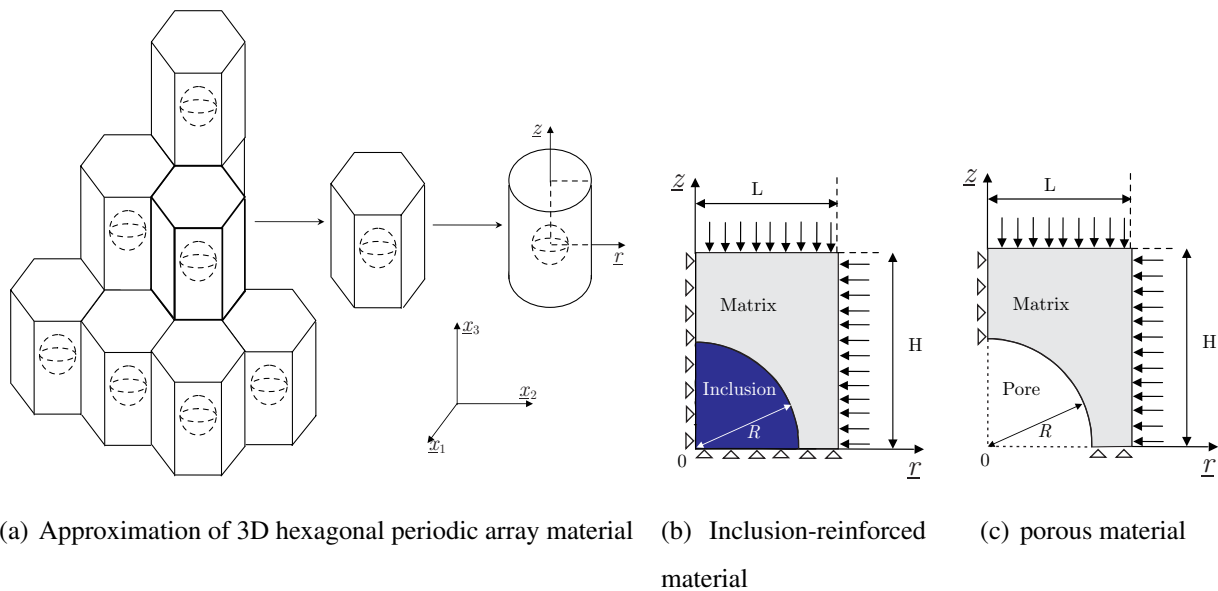 z
r
x3
x2
x1
z
L
Matrix
H
Inclusion
R
0
r
z
L
Matrix
H
Pore
R
0
r
(a) Approximation of 3D hexagonal periodic array material
(b) Inclusion-reinforced
material
(c) porous material